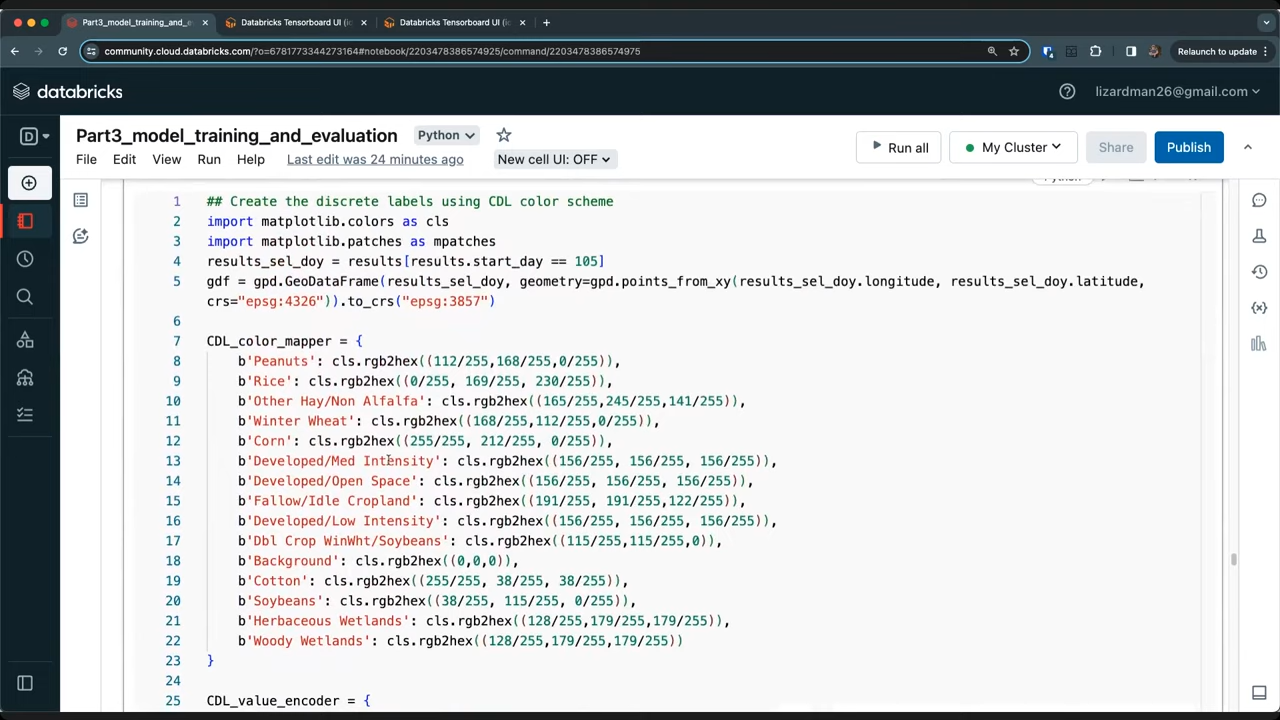 Part3_model_training_and_e
Databricks Tensorboard UI (i
Databricks Tensorboard UI (i
community.cloud.databricks.com/?o=6781773344273164#notebook/2203478386574925/command/2203478386574975
Relaunch to update
databricks
lizardman26@gmail.com
D
Part3_model_training_and_evaluation
Python
File Edit View Run Help Last edit was 24 minutes ago New cell UI: OFF
Run all
My Cluster
Share
Publish
Python
1 ## Create the discrete labels using CDL color scheme
2 import matplotlib.colors as cls
3 import matplotlib.patches as mpatches
4 results_sel_doy = results[results.start_day == 105]
5 gdf = gpd.GeoDataFrame(results_sel_doy, geometry=gpd.points_from_xy(results_sel_doy.longitude, results_sel_doy.latitude,
crs="epsg:4326")).to_crs("epsg:3857")
6
7 CDL_color_mapper = {
8 b'Peanuts': cls.rgb2hex((112/255,168/255,0/255)),
9 b'Rice': cls.rgb2hex((0/255, 169/255, 230/255)),
10 b'Other Hay/Non Alfalfa': cls.rgb2hex((165/255,245/255,141/255)),
11 b'Winter Wheat': cls.rgb2hex((168/255,112/255,0/255)),
12 b'Corn': cls.rgb2hex((255/255, 212/255, 0/255)),
13 b'Developed/Med Intensity': cls.rgb2hex((156/255, 156/255, 156/255)),
14 b'Developed/Open Space': cls.rgb2hex((156/255, 156/255, 156/255)),
15 b'Fallow/Idle Cropland': cls.rgb2hex((191/255, 191/255,122/255)),
16 b'Developed/Low Intensity': cls.rgb2hex((156/255, 156/255, 156/255)),
17 b'Dbl Crop WinWht/Soybeans': cls.rgb2hex((115/255,115/255,0)),
18 b'Background': cls.rgb2hex((0,0,0)),
19 b'Cotton': cls.rgb2hex((255/255, 38/255, 38/255)),
20 b'Soybeans': cls.rgb2hex((38/255, 115/255, 0/255)),
21 b'Herbaceous Wetlands': cls.rgb2hex((128/255,179/255,179/255)),
22 b'Woody Wetlands': cls.rgb2hex((128/255,179/255,179/255))
23 }
24
25 CDL_value_encoder = {